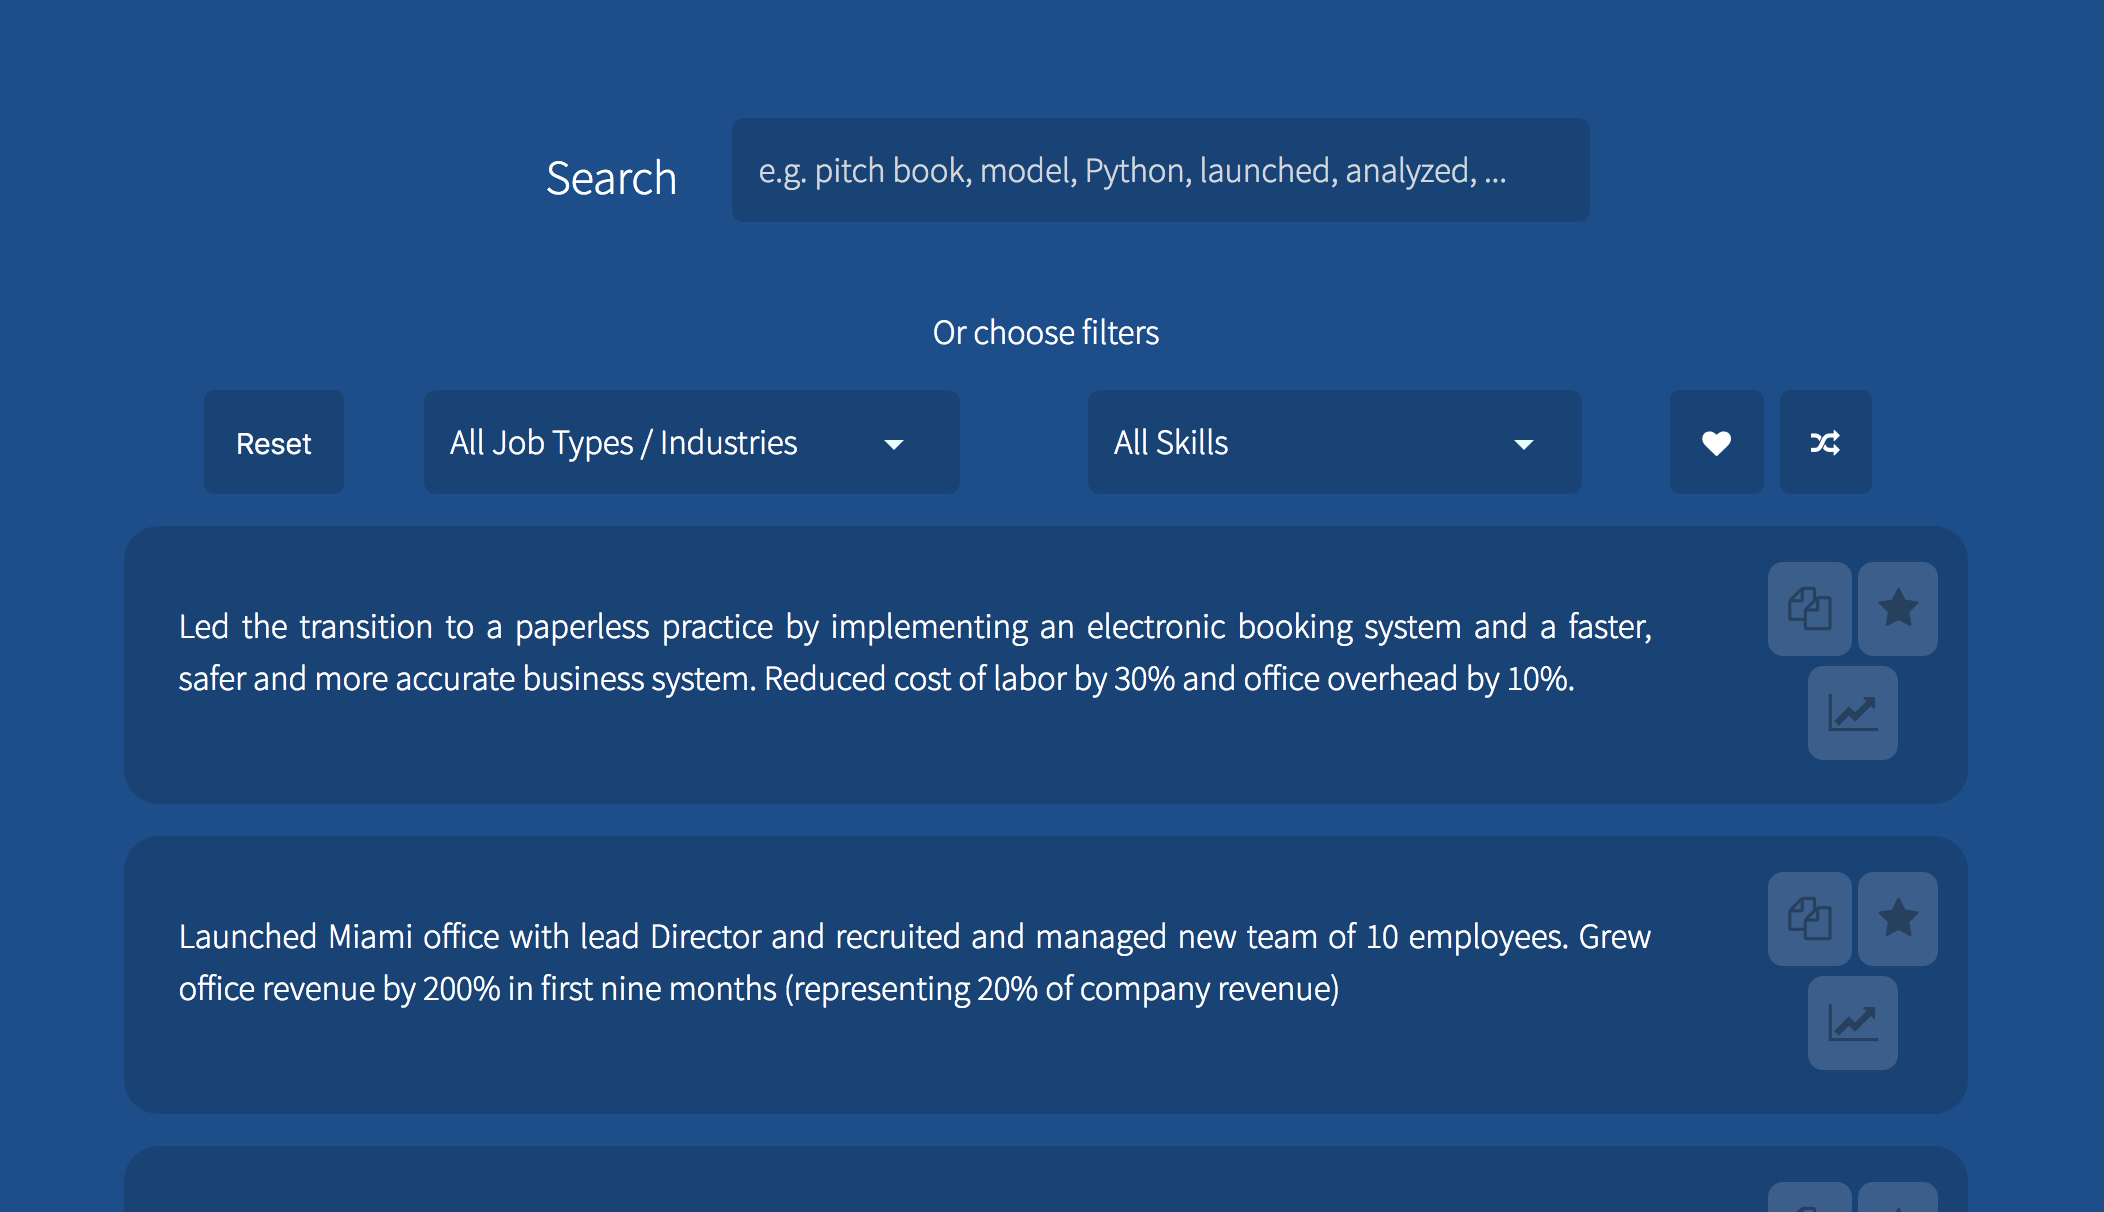 Search
e.g. pitch book, model, Python, launched, analyzed, ...
Or choose filters
Reset
All Job Types / Industries
All Skills
Led the transition to a paperless practice by implementing an electronic booking system and a faster,
safer and more accurate business system. Reduced cost of labor by 30% and office overhead by 10%.
Launched Miami office with lead Director and recruited and managed new team of 10 employees. Grew
office revenue by 200% in first nine months (representing 20% of company revenue)